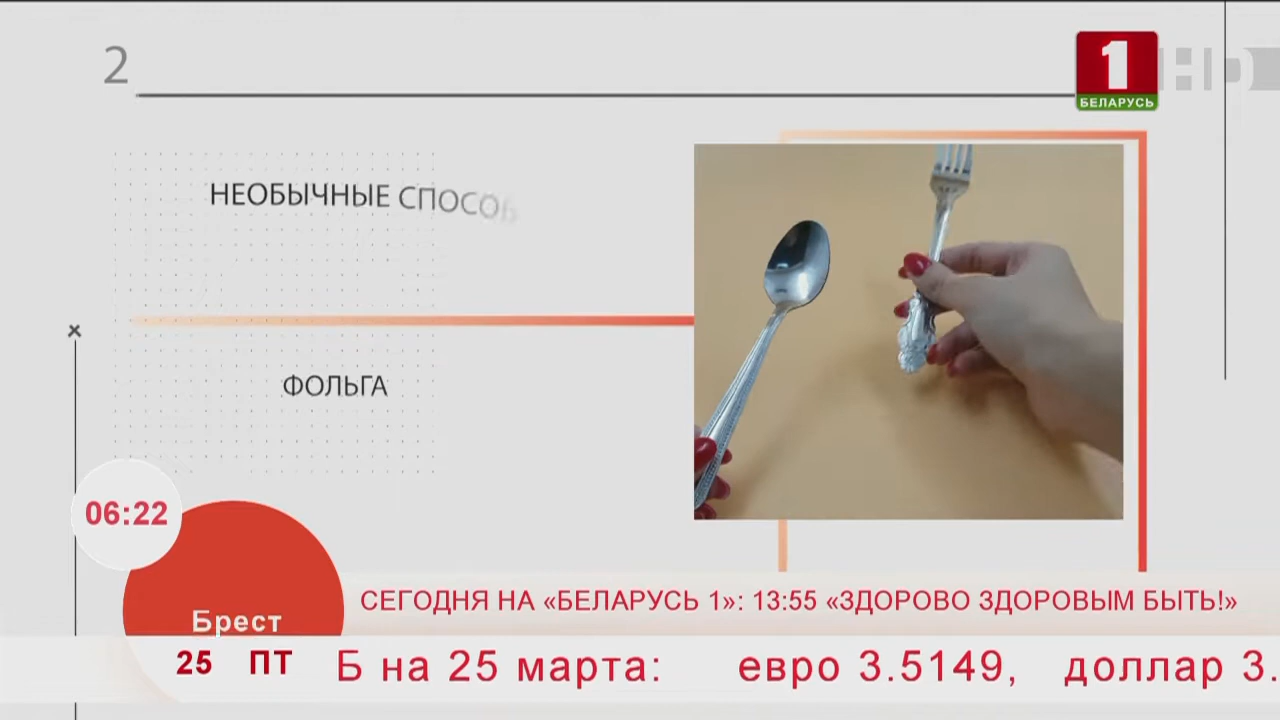 2
1
БЕЛАРУСЬ
НЕОБЫЧНЫЕ
ФОЛЬГА
06:22
Брест
СЕГОДНЯ НА «БЕЛАРУСЬ 1»: 13:55 «ЗДОРОВО ЗДОРОВЫМ БЫТЬ!»
25 ПТ
Б на 25 марта: евро 3.5149, доллар 3.